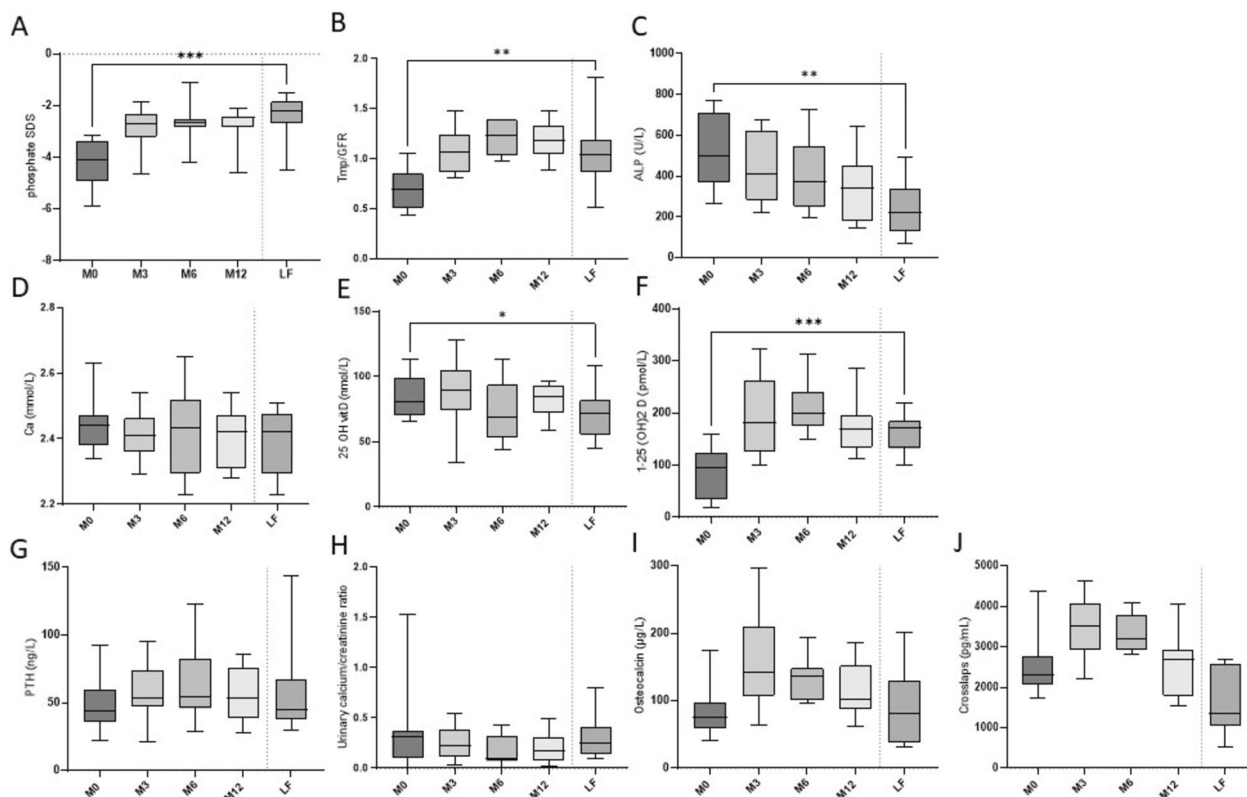 A
phosphate SDS
0
-2
-4
-6
-8
***
M0 M3 M6 M12 LF
B
Tmp/GFR
2.0
1.5
1.0
0.5
0.0
**
M0 M3 M6 M12 LF
C
ALP (U/L)
1000
800
600
400
200
0
**
M0 M3 M6 M12 LF
D
Ca (mmol/L)
2.8
2.6
2.4
2.2
M0 M3 M6 M12 LF
E
25 OH vitD (nmol/L)
150
100
50
0
*
M0 M3 M6 M12 LF
F
1-25 (OH)2 D (pmol/L)
400
300
200
100
0
***
M0 M3 M6 M12 LF
G
PTH (ng/L)
150
100
50
0
M0 M3 M6 M12 LF
H
Urinary calcium/creatinine ratio
2.0
1.5
1.0
0.5
0.0
M0 M3 M6 M12 LF
I
Osteocalcin (µg/L)
300
200
100
0
M0 M3 M6 M12 LF
J
Crosslaps (pg/mL)
5000
4000
3000
2000
1000
0
M0 M3 M6 M12 LF